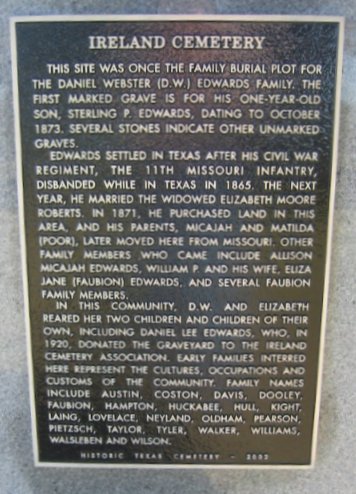 IRELAND CEMETERY
THIS SITE WAS ONCE THE FAMILY BURIAL PLOT FOR
THE DANIEL WEBSTER (D.W.) EDWARDS FAMILY. THE
FIRST MARKED GRAVE IS FOR HIS ONE-YEAR-OLD
SON, STERLING P. EDWARDS, DATING TO OCTOBER
1873. SEVERAL STONES INDICATE OTHER UNMARKED
GRAVES.
EDWARDS SETTLED IN TEXAS AFTER HIS CIVIL WAR
REGIMENT, THE 11TH MISSOURI INFANTRY,
DISBANDED WHILE IN TEXAS IN 1865. THE NEXT
YEAR, HE MARRIED THE WIDOWED ELIZABETH MOORE
ROBERTS. IN 1871, HE PURCHASED LAND IN THIS
AREA, AND HIS PARENTS, MICAJAH AND MATILDA
(POOR), LATER MOVED HERE FROM MISSOURI. OTHER
FAMILY MEMBERS WHO CAME INCLUDE ALLISON
MICAJAH EDWARDS, WILLIAM P. AND HIS WIFE, ELIZA
JANE (FAUBION) EDWARDS, AND SEVERAL FAUBION
FAMILY MEMBERS.
IN THIS COMMUNITY, D.W. AND ELIZABETH
REARED HER TWO CHILDREN AND CHILDREN OF THEIR
OWN, INCLUDING DANIEL LEE EDWARDS, WHO, IN
1920, DONATED THE GRAVEYARD TO THE IRELAND
CEMETERY ASSOCIATION. EARLY FAMILIES INTERRED
HERE REPRESENT THE CULTURES, OCCUPATIONS AND
CUSTOMS OF THE COMMUNITY. FAMILY NAMES
INCLUDE AUSTIN, COSTON, DAVIS, DOOLEY,
FAUBION, HAMPTON, HUCKABEE, HULL, KIGHT,
LAING, LOVELACE, NEYLAND, OLDHAM, PEARSON,
PIETZSCH, TAYLOR, TYLER, WALKER, WILLIAMS,
WALSLEBEN AND WILSON.
HISTORIC TEXAS CEMETERY - 2002